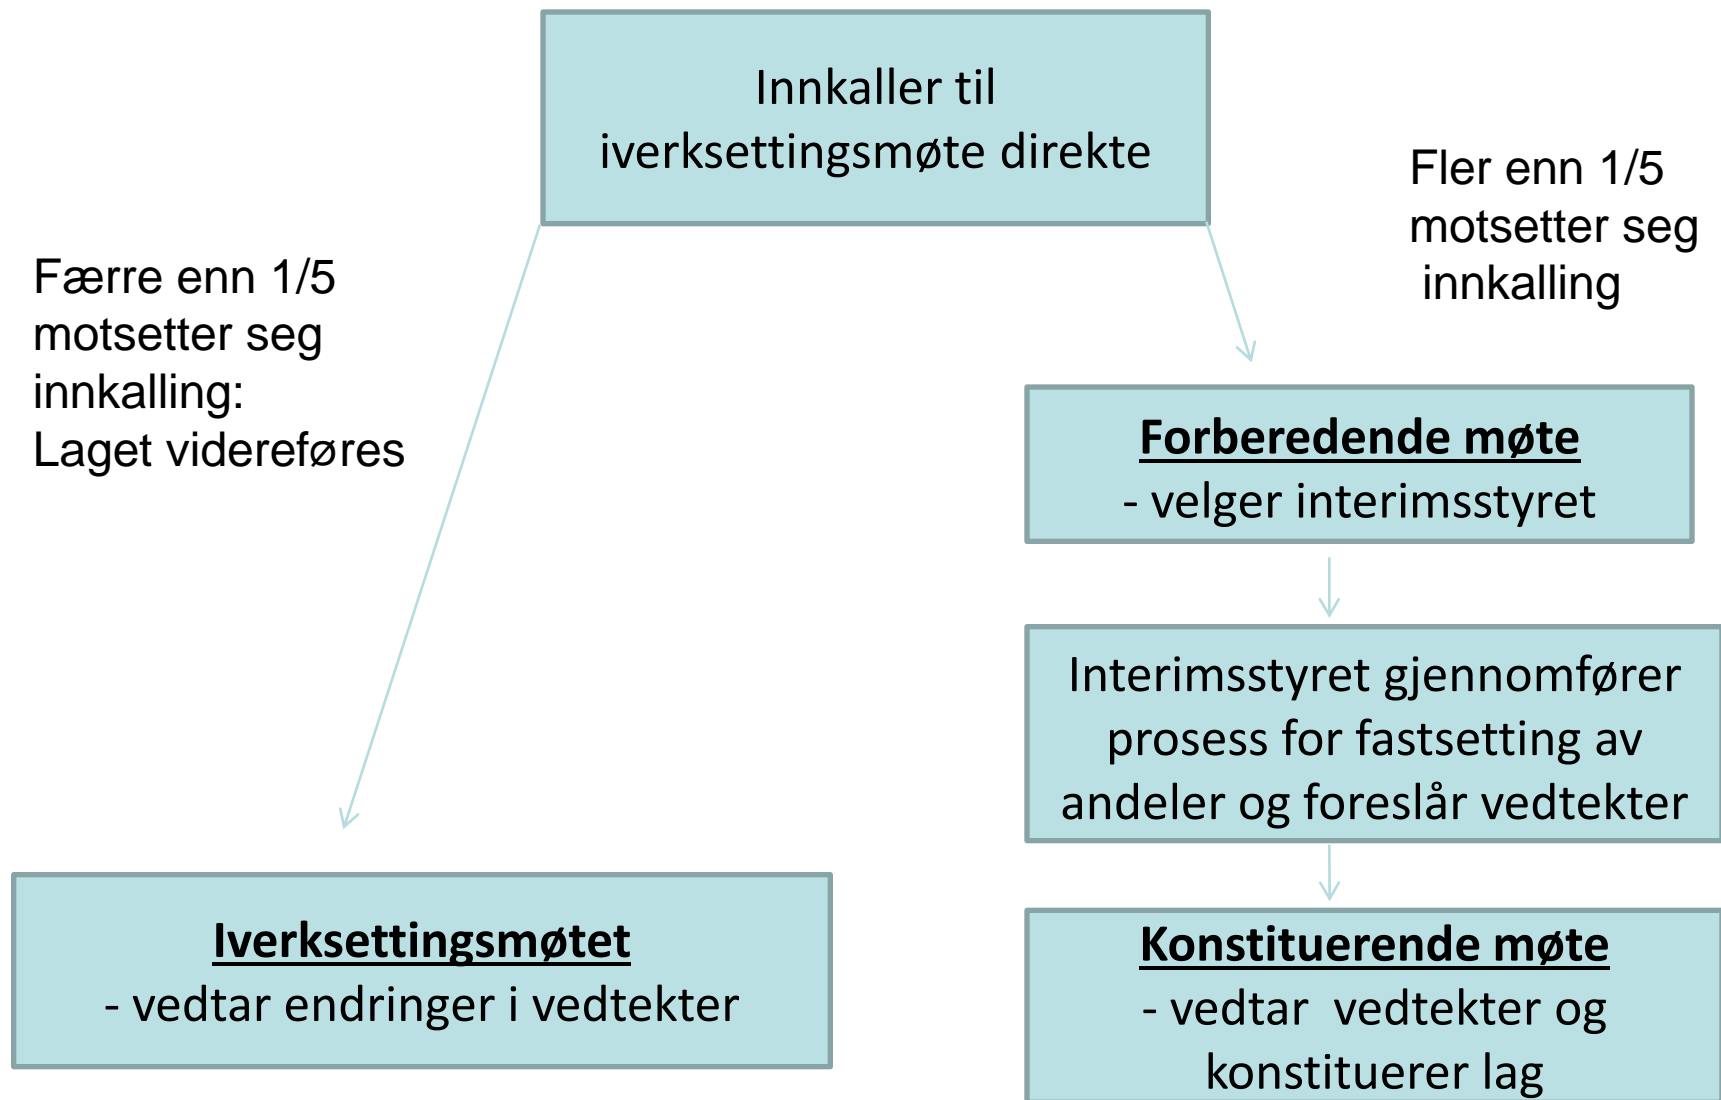 Innkaller til
iverksettingsmøte direkte
Fler enn 1/5
motsetter seg
innkalling
Færre enn 1/5
motsetter seg
innkalling:
Laget videreføres
Forberedende møte
- velger interimsstyret
Interimsstyret gjennomfører
prosess for fastsetting av
andeler og foreslår vedtekter
Iverksettingsmøtet
- vedtar endringer i vedtekter
Konstituerende møte
- vedtar  vedtekter og
konstituerer lag